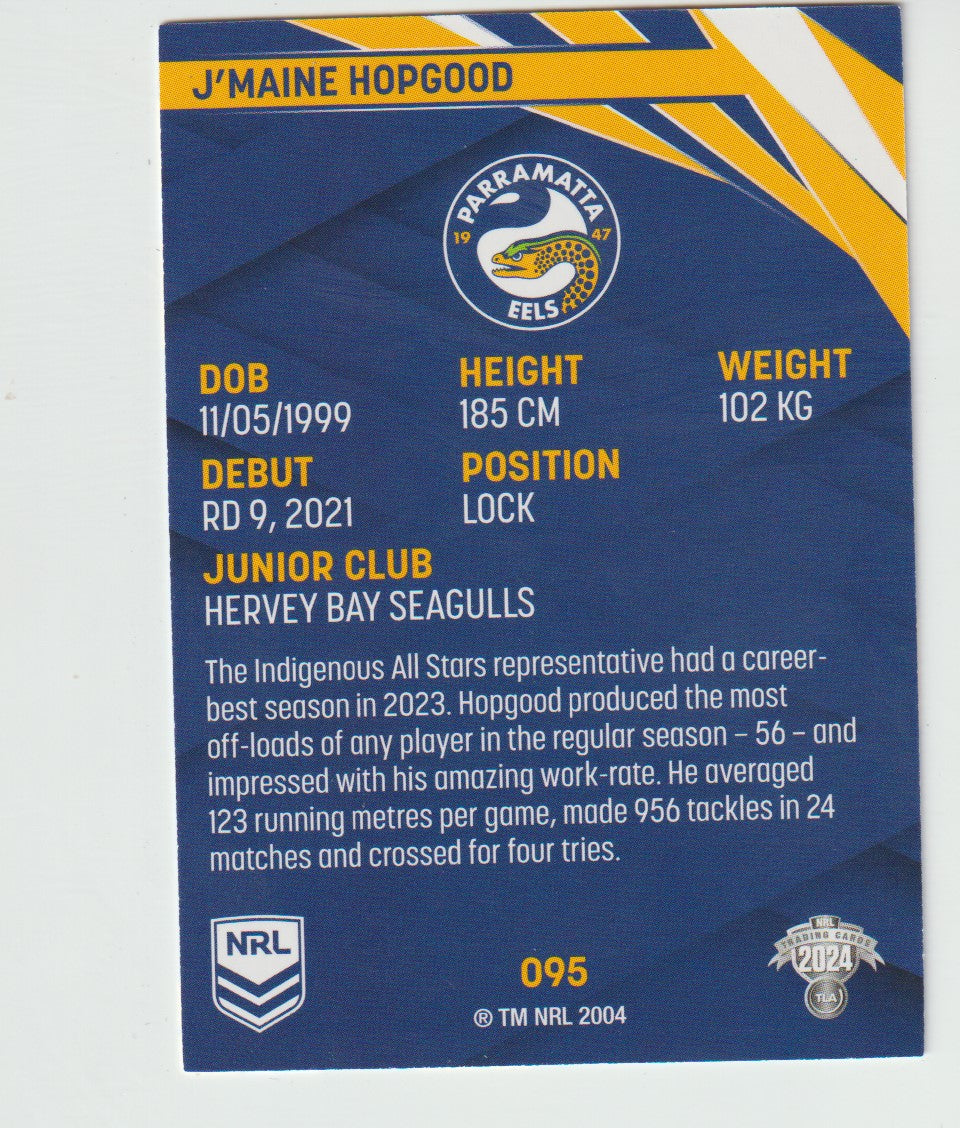 J'MAINE HOPGOOD
PARRAMATTA
19 47
EELS
DOB HEIGHT WEIGHT
11/05/1999 185 CM 102 KG
DEBUT POSITION
RD 9, 2021 LOCK
JUNIOR CLUB
HERVEY BAY SEAGULLS
The Indigenous All Stars representative had a career-
best season in 2023. Hopgood produced the most
off-loads of any player in the regular season – 56 – and
impressed with his amazing work-rate. He averaged
123 running metres per game, made 956 tackles in 24
matches and crossed for four tries.
NRL
095
® TM NRL 2004
NRL
TRADING CARDS
2024
TLA